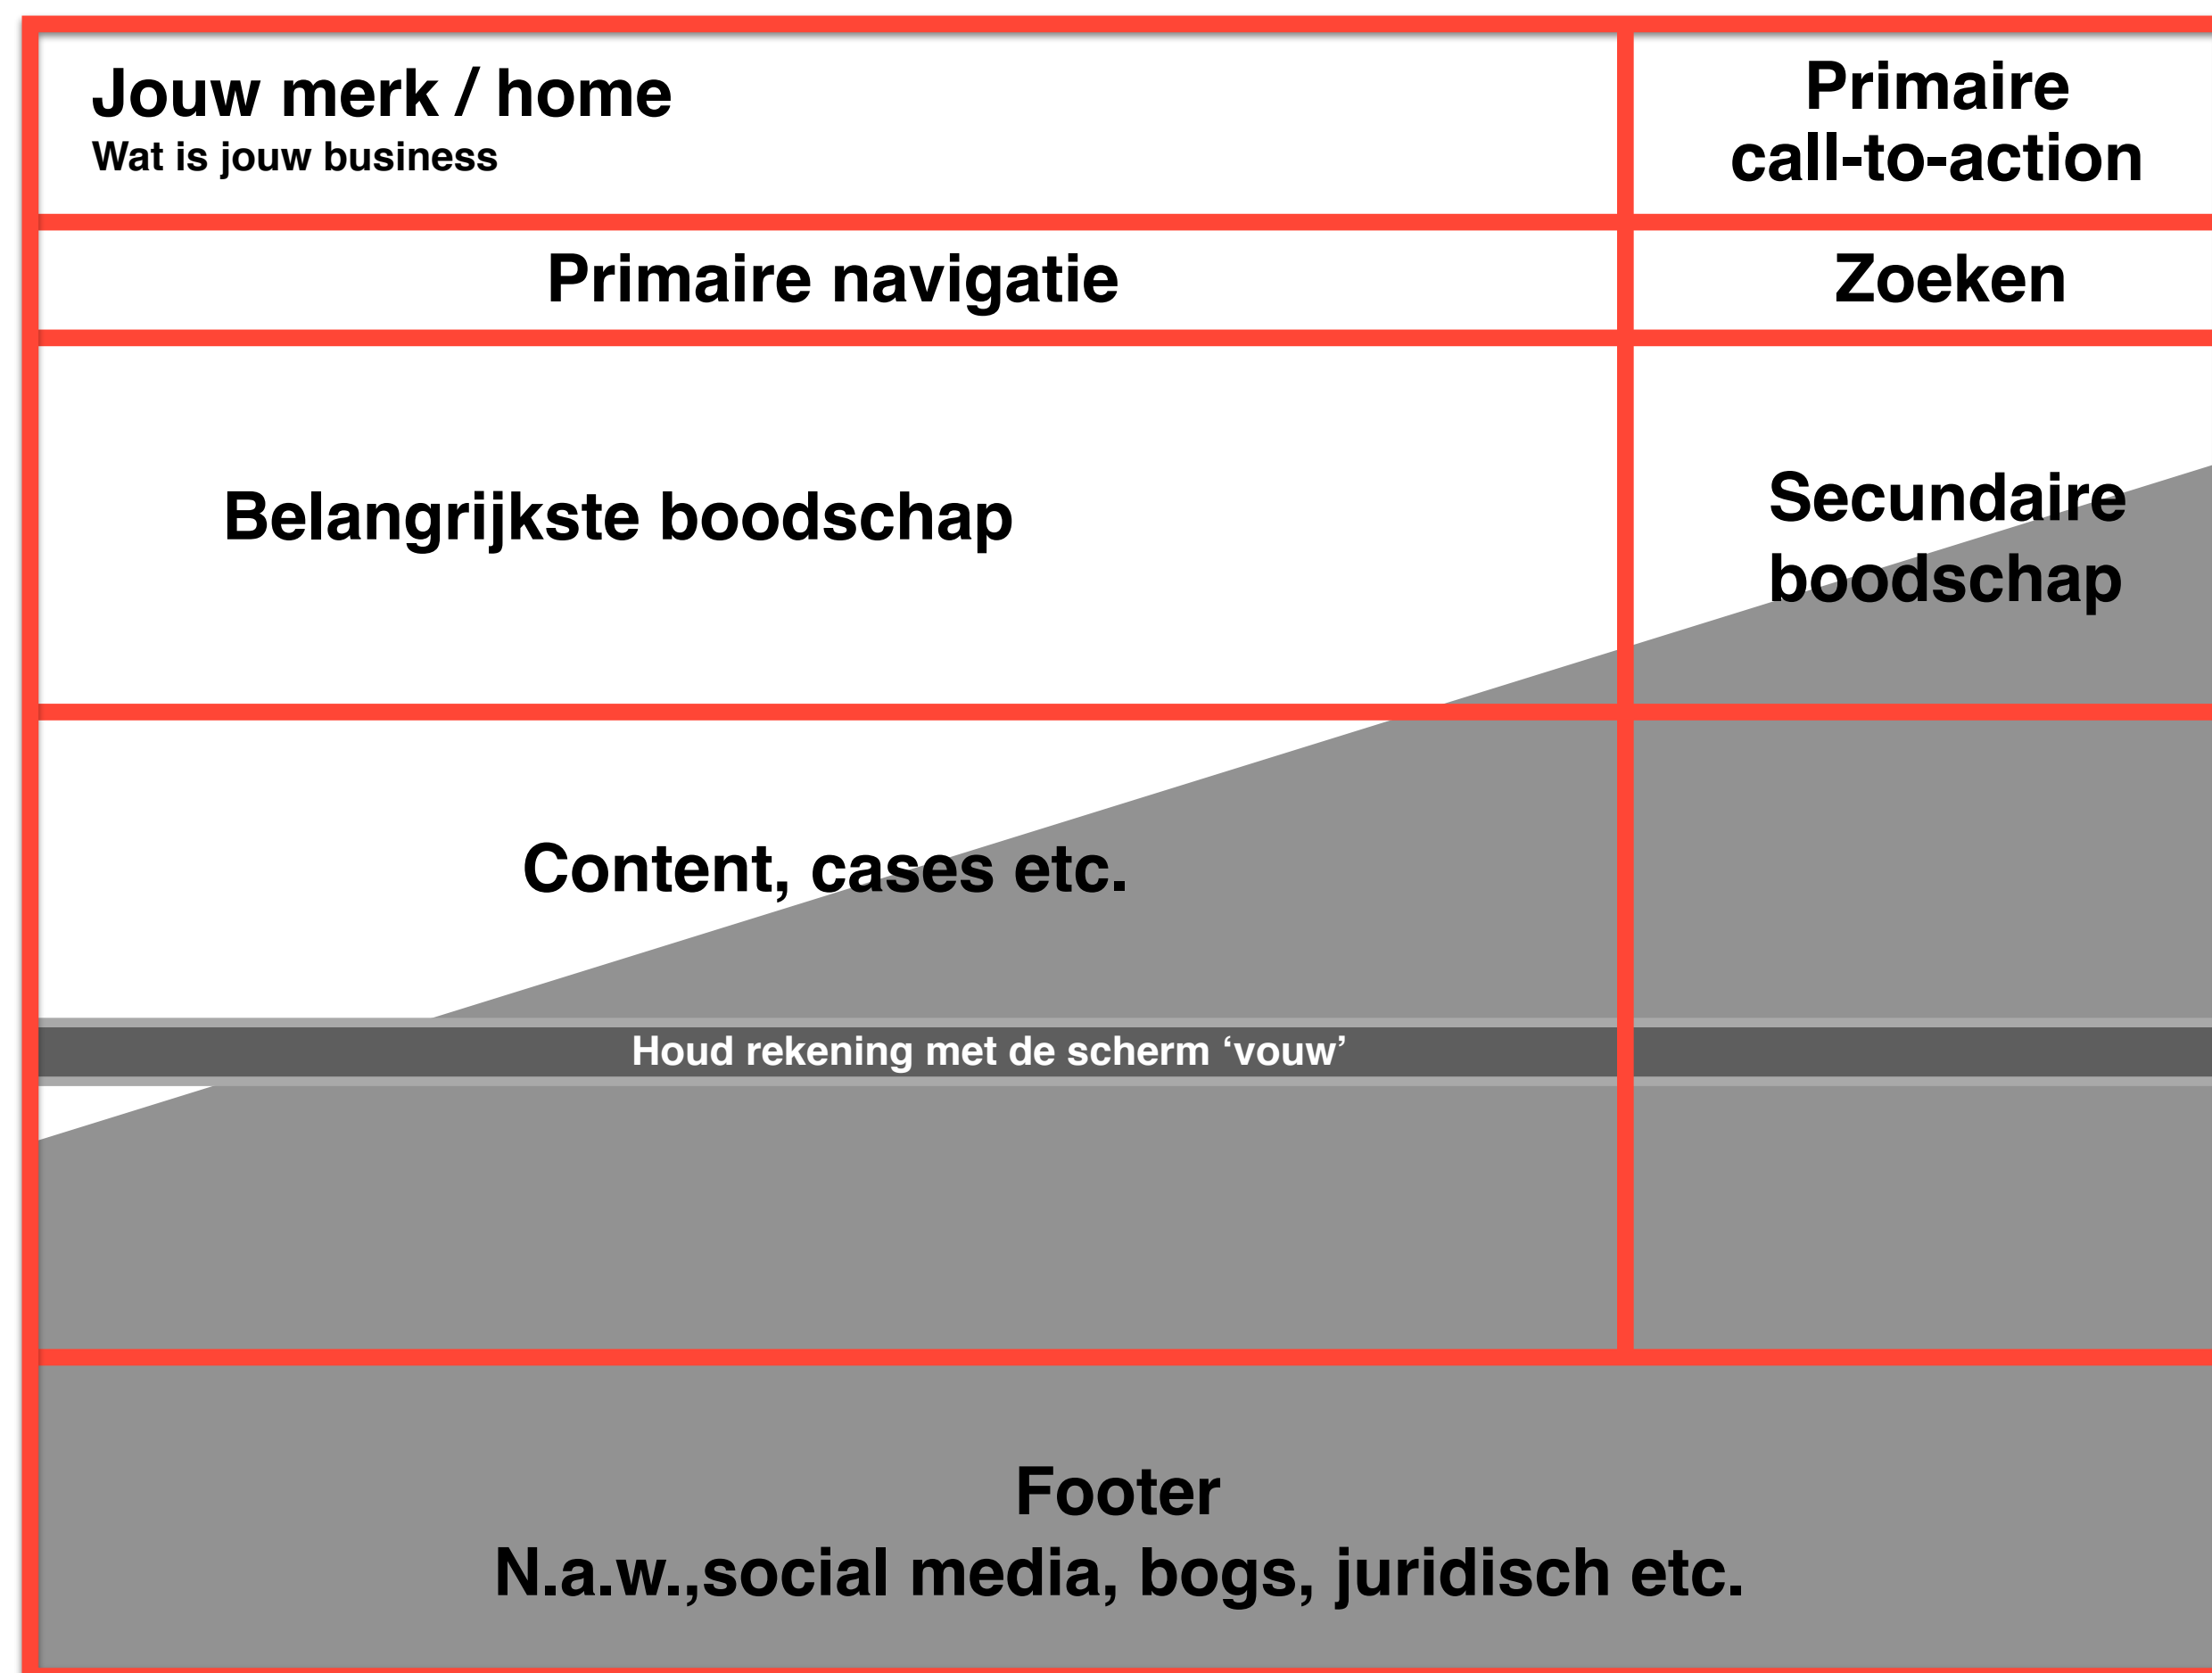 Jouw merk / home
Wat is jouw business
Primaire
call-to-action
Primaire navigatie
Zoeken
Belangrijkste boodschap
Secundaire
boodschap
Content, cases etc.
Houd rekening met de scherm ‘vouw’
Footer
N.a.w.,social media, bogs, juridisch etc.